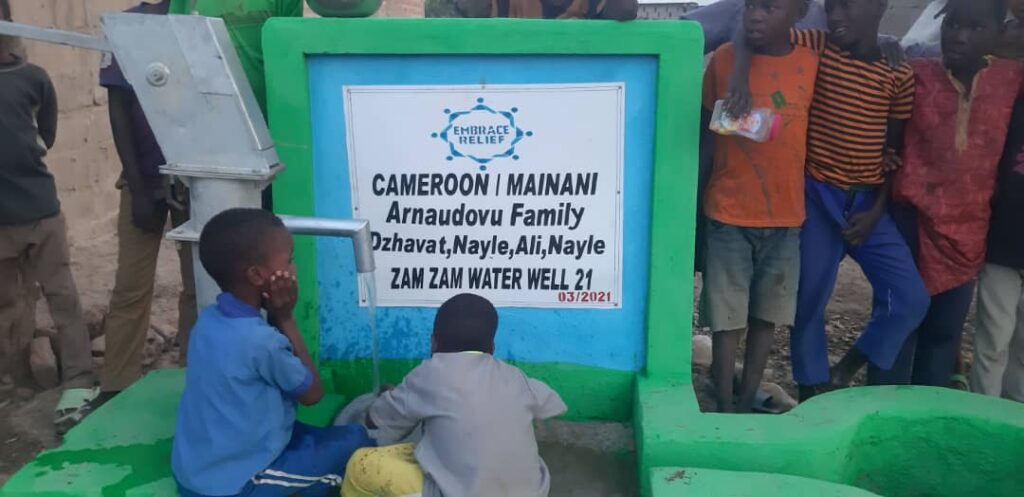 EMBRACE
RELIEF
CAMEROON / MAINANI
Arnaudovu Family
Dzhavat,Nayle,Ali,Nayle
ZAM ZAM WATER WELL 21
03/2021